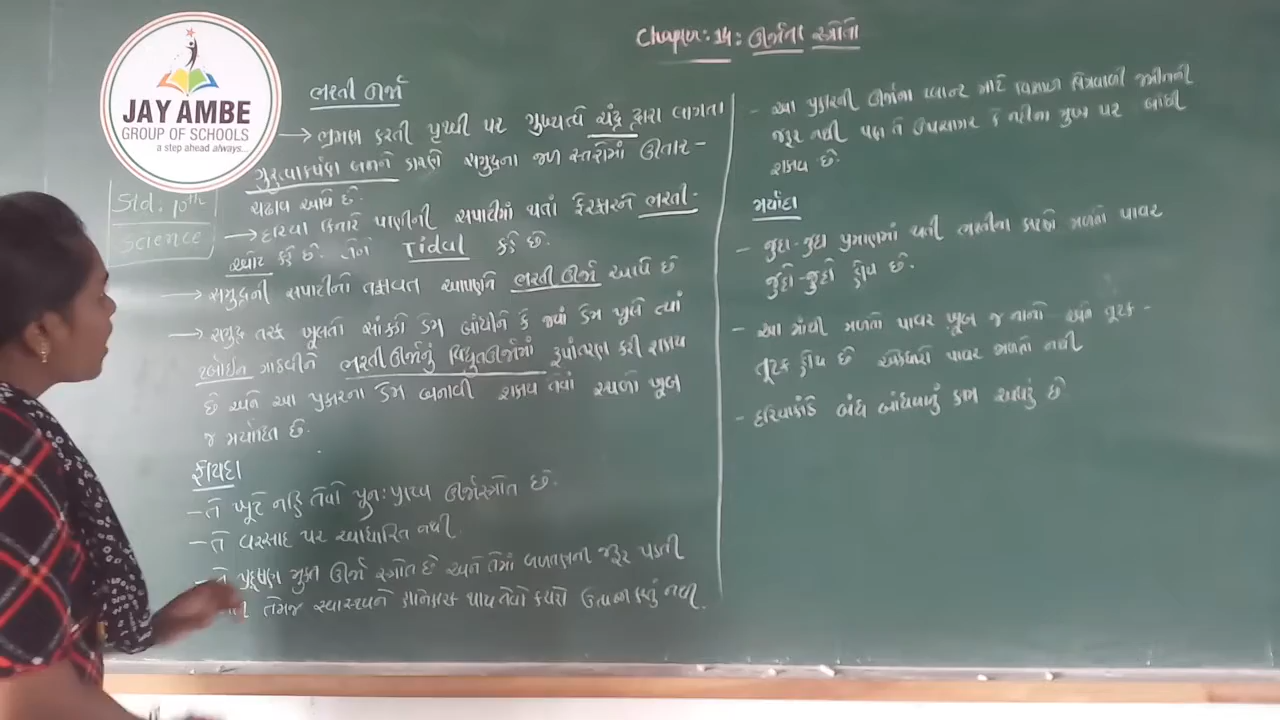 JAY AMBE
GROUP OF SCHOOLS
a step ahead always...
Std: 10th
Science
Chapter: 14: ઊર્જાના સ્ત્રોતો
ભરતી ઊર્જા
→ ભ્રમણ કરતી પૃથ્વી પર મુખ્યત્વે ચંદ્ર દ્વારા લાગતા
ગુરુત્વાકર્ષણ બળને કારણે સમુદ્રના જળ સ્તરોમાં ઊતાર-
ચઢાવ આવે છે.
→ દરિયા કિનારે પાણીની સપાટીમાં થતાં ફેરફારને ભરતી-
ઓટ કહે છે. તેને Tidal કહે છે.
→ સમુદ્રની સપાટીનો તફાવત આપણને ભરતી ઊર્જા આપે છે
→ સમુદ્ર તરફ ખૂલતા સાંકડા ડેમ બાંધીને કે જ્યાં ડેમ ખૂલે ત્યાં
ટર્બાઇન ગોઠવીને ભરતી ઊર્જાનું વિદ્યુતઊર્જામાં રૂપાંતરણ કરી શકાય
છે અને આ પ્રકારના ડેમ બનાવી શકાય તેવાં સ્થળો ખૂબ
જ મર્યાદિત છે.
ફાયદા
- તે ખૂટે નહિ તેવો પુનઃપ્રાપ્ય ઊર્જાસ્ત્રોત છે.
- તે વરસાદ પર આધારિત નથી.
- તે પ્રદૂષણ મુક્ત ઊર્જા સ્ત્રોત છે અને તેમાં બળતણની જરૂર પડતી
તેમજ સ્વાસ્થ્યને હાનિકારક થાય તેવો કચરો ઉત્પન્ન કરતું નથી.
- આ પ્રકારની ઊર્જાના પ્લાન્ટ માટે વિશાળ ક્ષેત્રવાળી જમીનની
જરૂર નથી પણ તે ઉપસાગર કે નદીના મુખ પર બાંધી
શકાય છે.
મર્યાદા
- જુદા-જુદા પ્રમાણમાં થતી ભરતીના કારણે મળતો પાવર
જુદો-જુદો હોય છે.
- આ માંથી મળતો પાવર ખૂબ જ નાનો અને તૂટક-
તૂટક હોય છે એકધારો પાવર મળતો નથી
- દરિયાકાંઠે બંધ બાંધવાનું કામ અઘરું છે